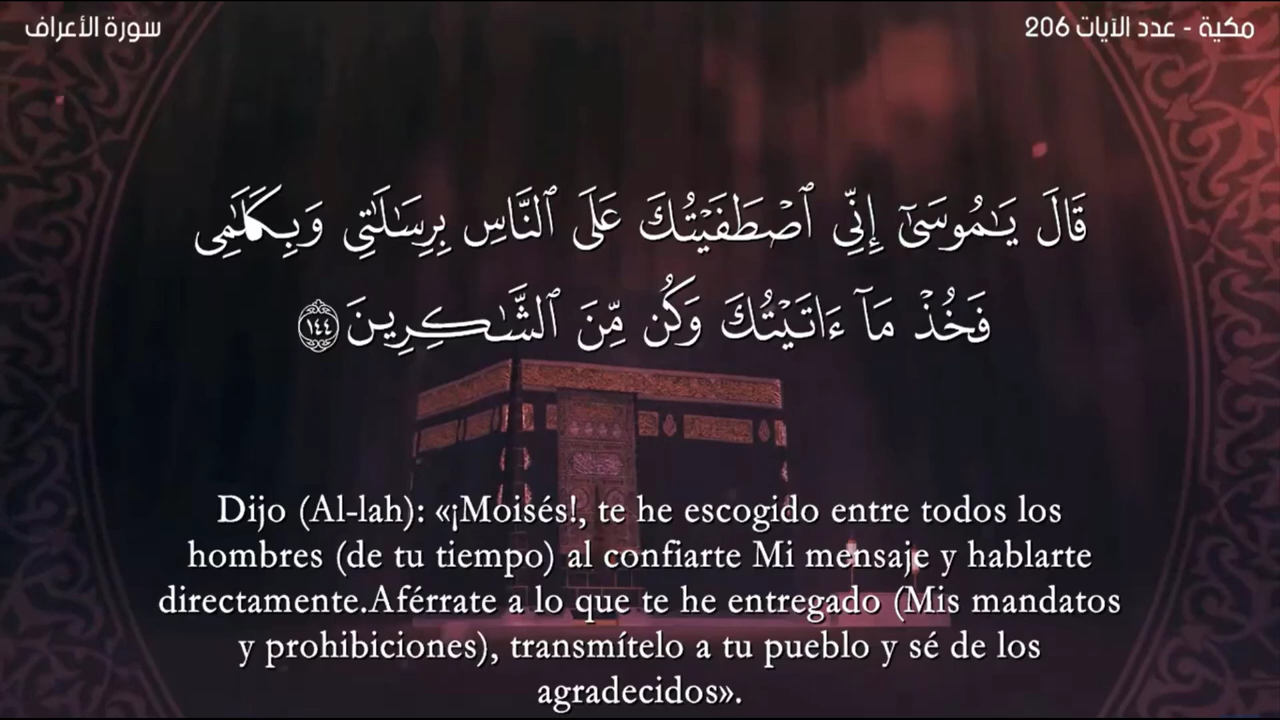 سورة الأعراف
مكية - عدد الآيات 206
قَالَ يَـٰمُوسَىٰٓ إِنِّى ٱصْطَفَيْتُكَ عَلَى ٱلنَّاسِ بِرِسَـٰلَـٰتِى وَبِكَلَـٰمِى
فَخُذْ مَآ ءَاتَيْتُكَ وَكُن مِّنَ ٱلشَّـٰكِرِينَ ١٤٤
Dijo (Al-lah): «¡Moisés!, te he escogido entre todos los
hombres (de tu tiempo) al confiarte Mi mensaje y hablarte
directamente.Aférrate a lo que te he entregado (Mis mandatos
y prohibiciones), transmítelo a tu pueblo y sé de los
agradecidos».